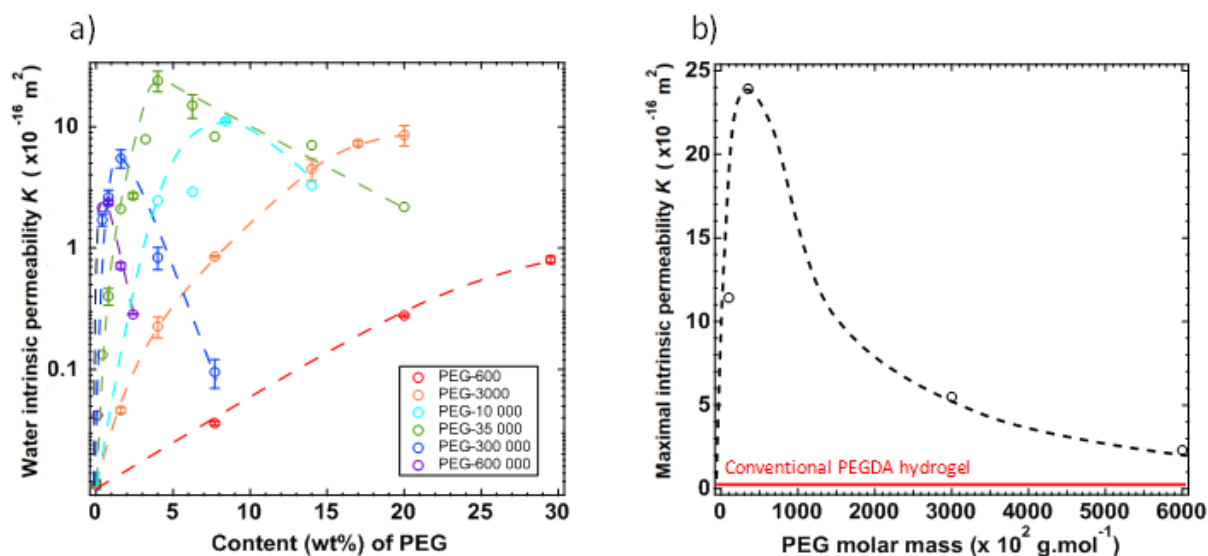 a)
Water intrinsic permeability K ( x10 -16 m2)
10
1
0.1
0
5
10
15
20
25
30
Content (wt%) of PEG
PEG-600
PEG-3000
PEG-10 000
PEG-35 000
PEG-300 000
PEG-600 000
b)
Maximal intrinsic permeability K ( x10 -16 m2)
25
20
15
10
5
0
Conventional PEGDA hydrogel
0
1000
2000
3000
4000
5000
6000
PEG molar mass (x 102 g.mol-1)